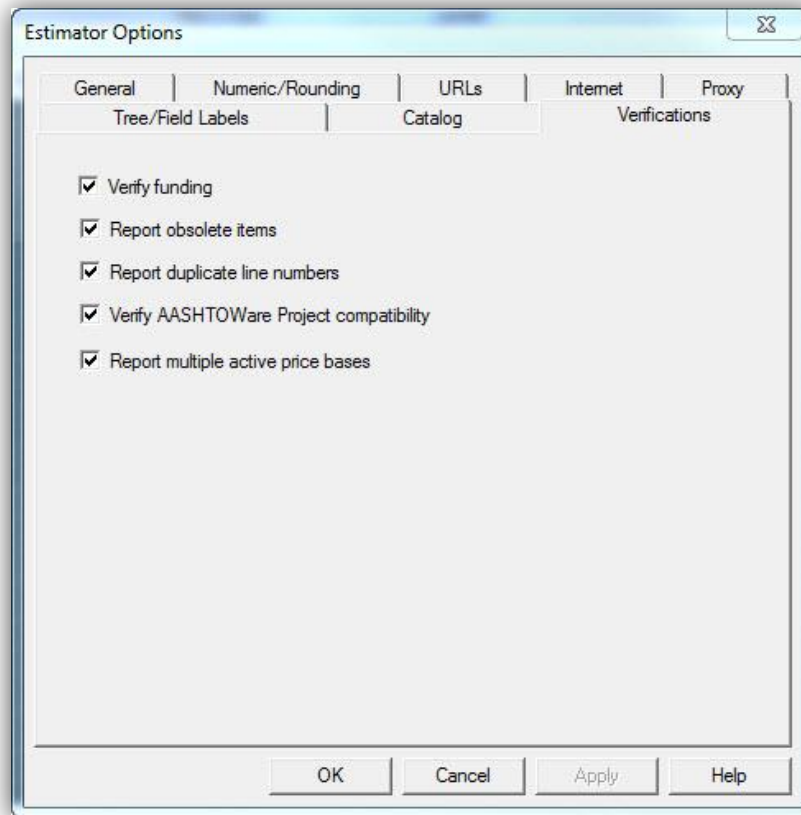 Estimator Options
General Numeric/Rounding URLs Internet Proxy
Tree/Field Labels Catalog Verifications
Verify funding
Report obsolete items
Report duplicate line numbers
Verify AASHTOWare Project compatibility
Report multiple active price bases
OK Cancel Apply Help